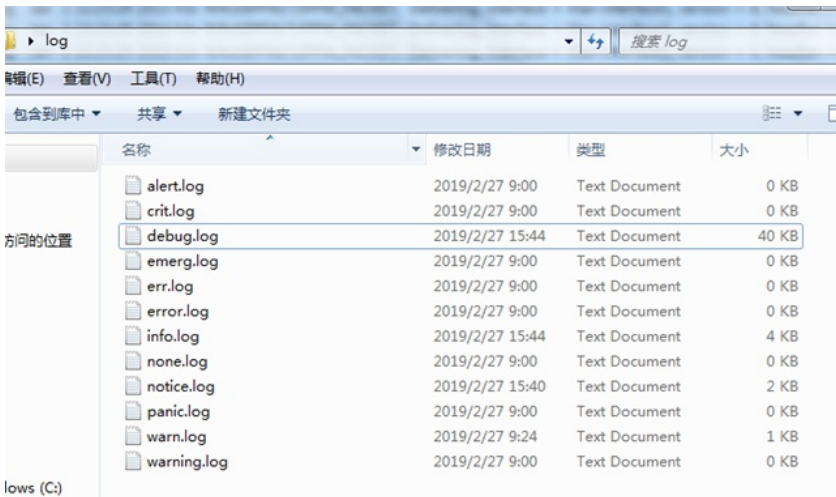 log 搜索 log
编辑(E) 查看(V) 工具(T) 帮助(H)
包含到库中 共享 新建文件夹
名称 修改日期 类型 大小
alert.log 2019/2/27 9:00 Text Document 0 KB
crit.log 2019/2/27 9:00 Text Document 0 KB
访问的位置 debug.log 2019/2/27 15:44 Text Document 40 KB
emerg.log 2019/2/27 9:00 Text Document 0 KB
err.log 2019/2/27 9:00 Text Document 0 KB
error.log 2019/2/27 9:00 Text Document 0 KB
info.log 2019/2/27 15:44 Text Document 4 KB
none.log 2019/2/27 9:00 Text Document 0 KB
notice.log 2019/2/27 15:40 Text Document 2 KB
panic.log 2019/2/27 9:00 Text Document 0 KB
warn.log 2019/2/27 9:24 Text Document 1 KB
warning.log 2019/2/27 9:00 Text Document 0 KB
lows (C:)